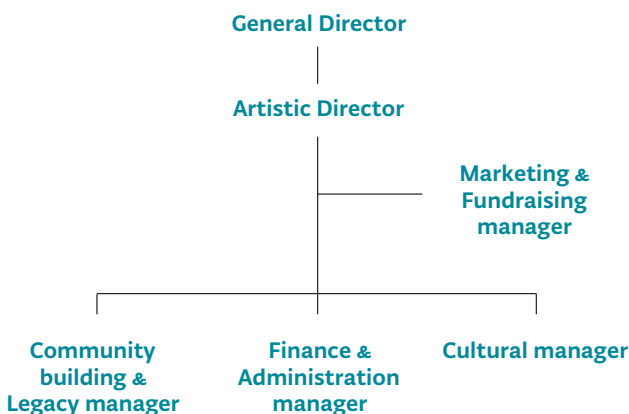 General Director
Artistic Director
Marketing &
Fundraising
manager
Community
building &
Legacy manager
Finance &
Administration
manager
Cultural manager